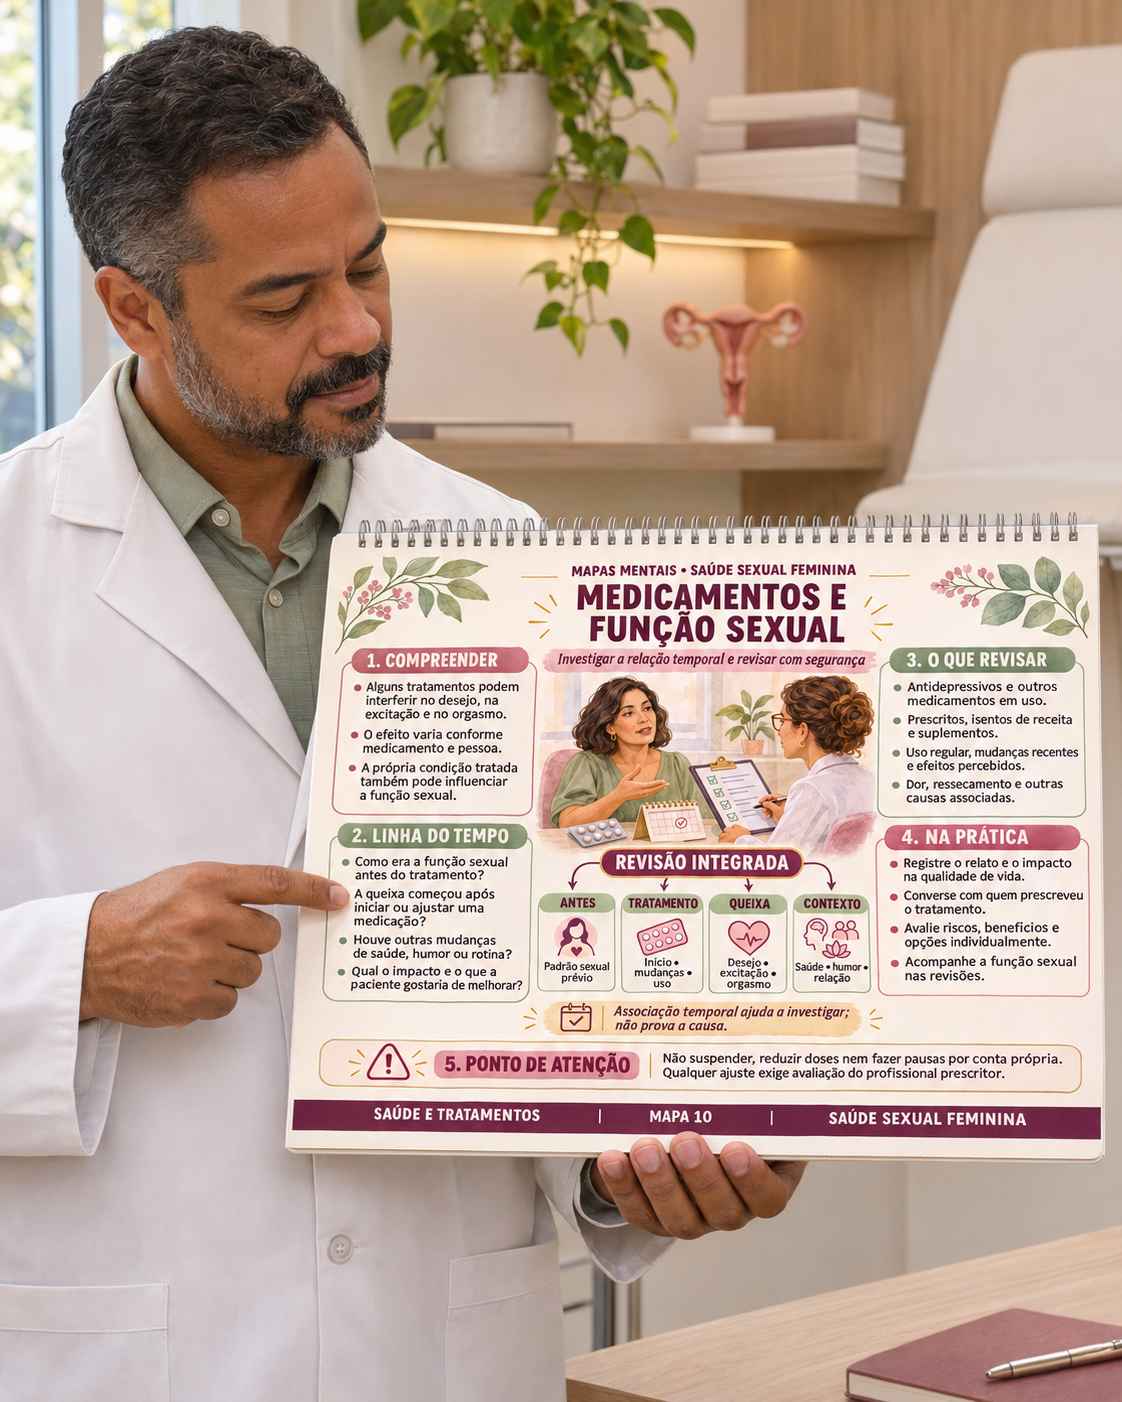 MAPAS MENTAIS • SAÚDE SEXUAL FEMININA
MEDICAMENTOS E
FUNÇÃO SEXUAL
Investigar a relação temporal e revisar com segurança
1. COMPREENDER
• Alguns tratamentos podem
interferir no desejo, na
excitação e no orgasmo.
• O efeito varia conforme
medicamento e pessoa.
• A própria condição tratada
também pode influenciar
a função sexual.
2. LINHA DO TEMPO
• Como era a função sexual
antes do tratamento?
A queixa começou após
iniciar ou ajustar uma
medicação?
• Houve outras mudanças
de saúde, humor ou rotina?
• Qual o impacto e o que a
paciente gostaria de melhorar?
REVISÃO INTEGRADA
ANTES
Padrão sexual
prévio
TRATAMENTO
Início •
mudanças •
uso
QUEIXA
Desejo •
excitação •
orgasmo
CONTEXTO
Saúde • humor •
relação
Associação temporal ajuda a investigar;
não prova a causa.
3. O QUE REVISAR
• Antidepressivos e outros
medicamentos em uso.
• Prescritos, isentos de receita
e suplementos.
• Uso regular, mudanças recentes
e efeitos percebidos.
• Dor, ressecamento e outras
causas associadas.
4. NA PRÁTICA
• Registre o relato e o impacto
na qualidade de vida.
• Converse com quem prescreveu
o tratamento.
• Avalie riscos, benefícios e
opções individualmente.
• Acompanhe a função sexual
nas revisões.
5. PONTO DE ATENÇÃO
Não suspender, reduzir doses nem fazer pausas por conta própria.
Qualquer ajuste exige avaliação do profissional prescritor.
SAÚDE E TRATAMENTOS | MAPA 10 | SAÚDE SEXUAL FEMININA